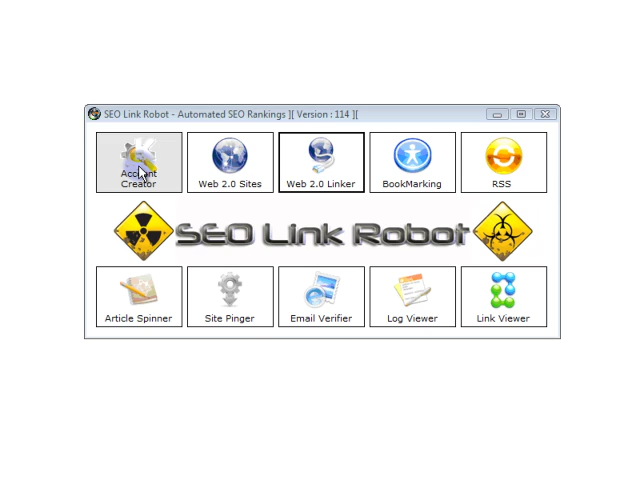 SEO Link Robot - Automated SEO Rankings ][ Version : 114 ][
Account
Creator
Web 2.0 Sites
Web 2.0 Linker
BookMarking
RSS
SEO Link Robot
Article Spinner
Site Pinger
Email Verifier
Log Viewer
Link Viewer